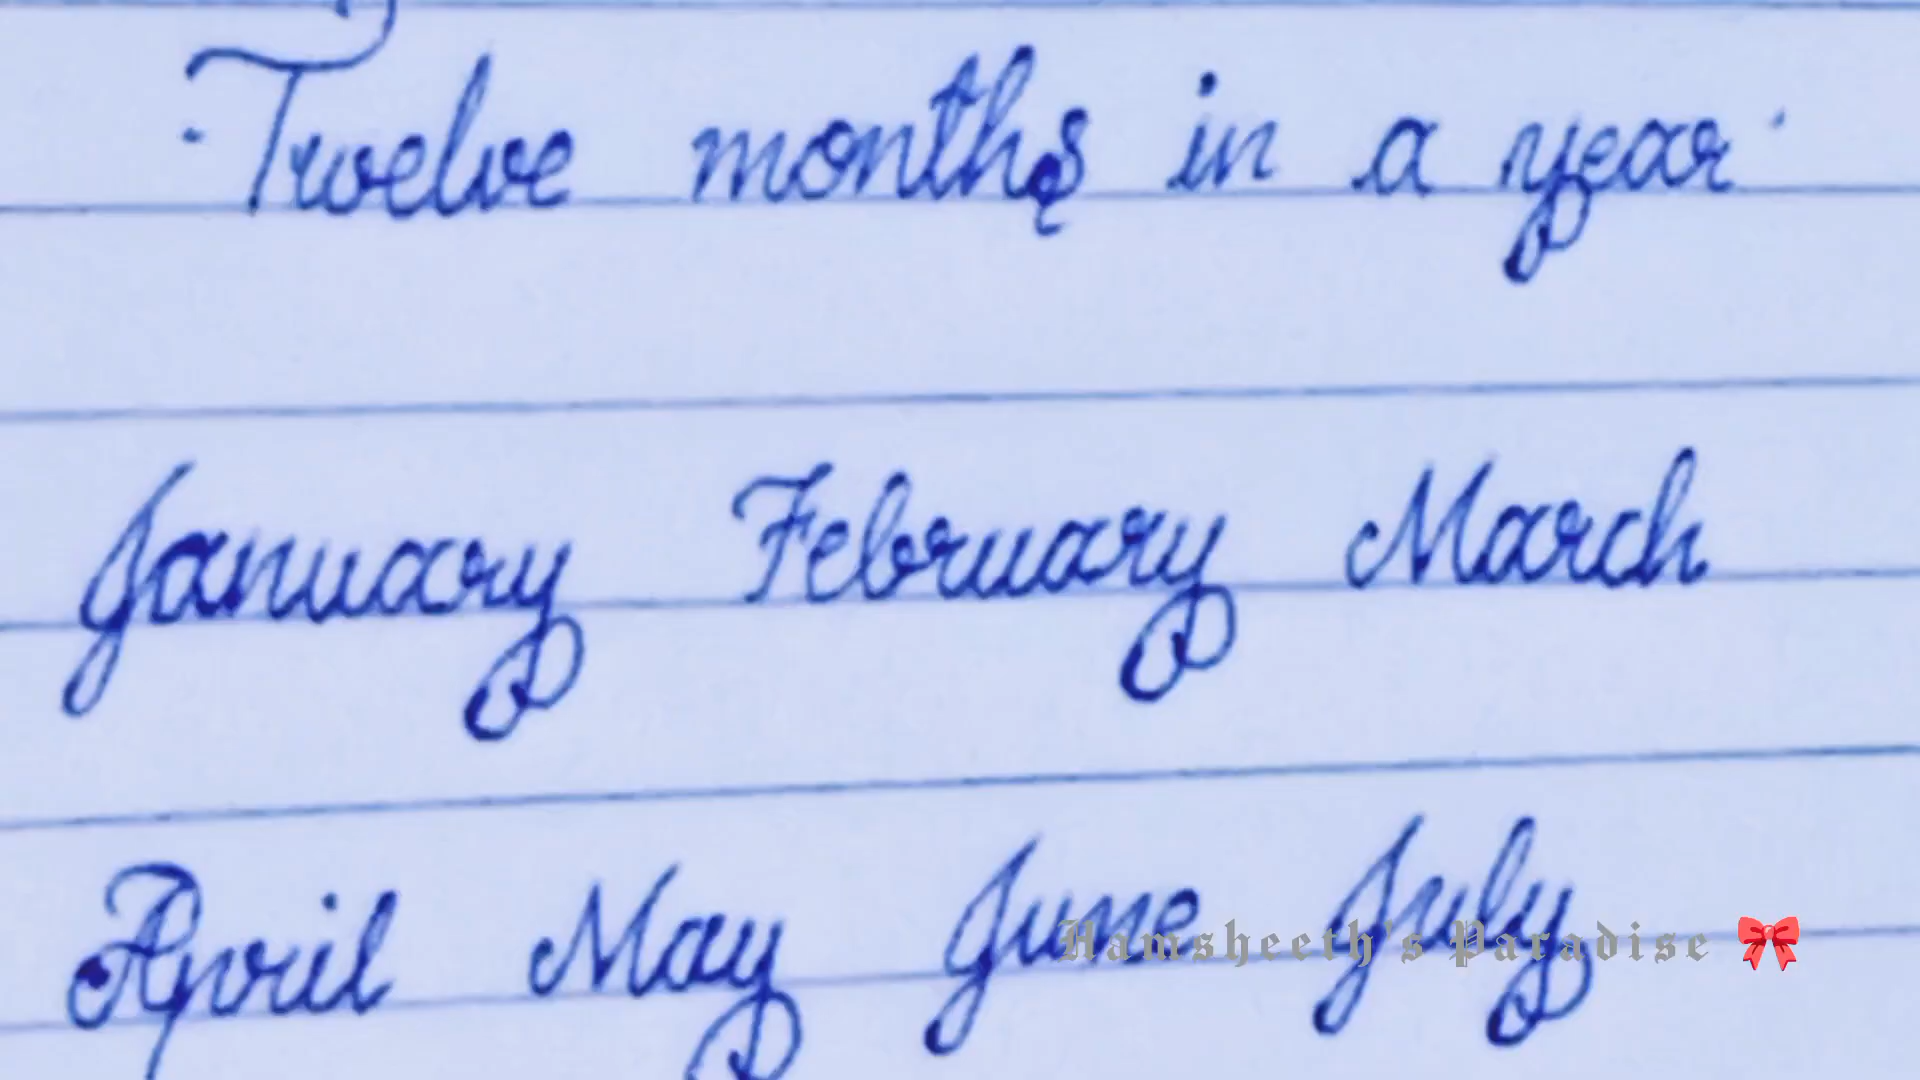 Twelve months in a year
January February March
April May June July
Hamsheeth's Paradise 🎀